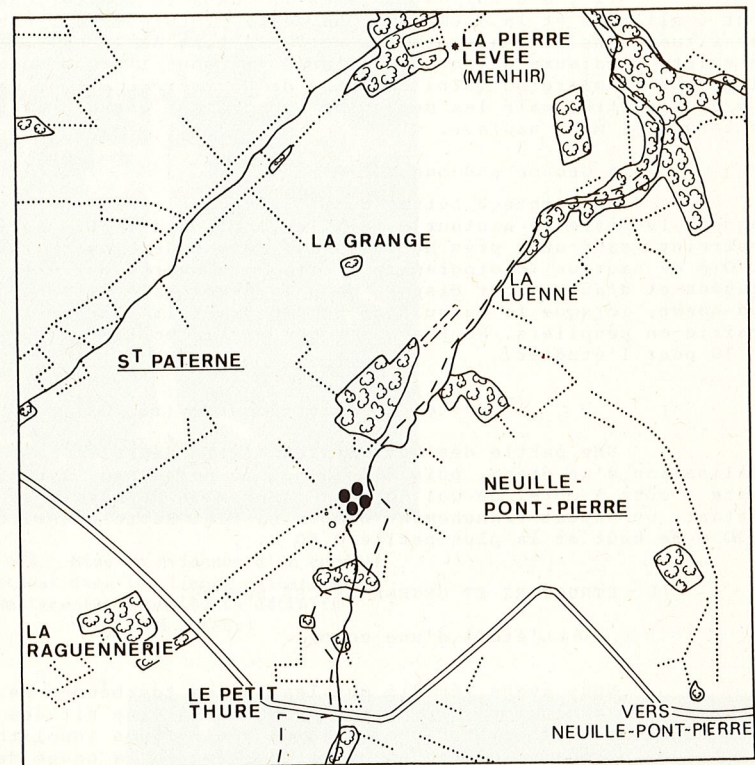 LA PIERRE
LEVEE
(MENHIR)
LA GRANGE
LA
LUENNE
ST PATERNE
NEUILLE-
PONT-PIERRE
LA
RAGUENNERIE
LE PETIT
THURE
VERS
NEUILLE-PONT-PIERRE